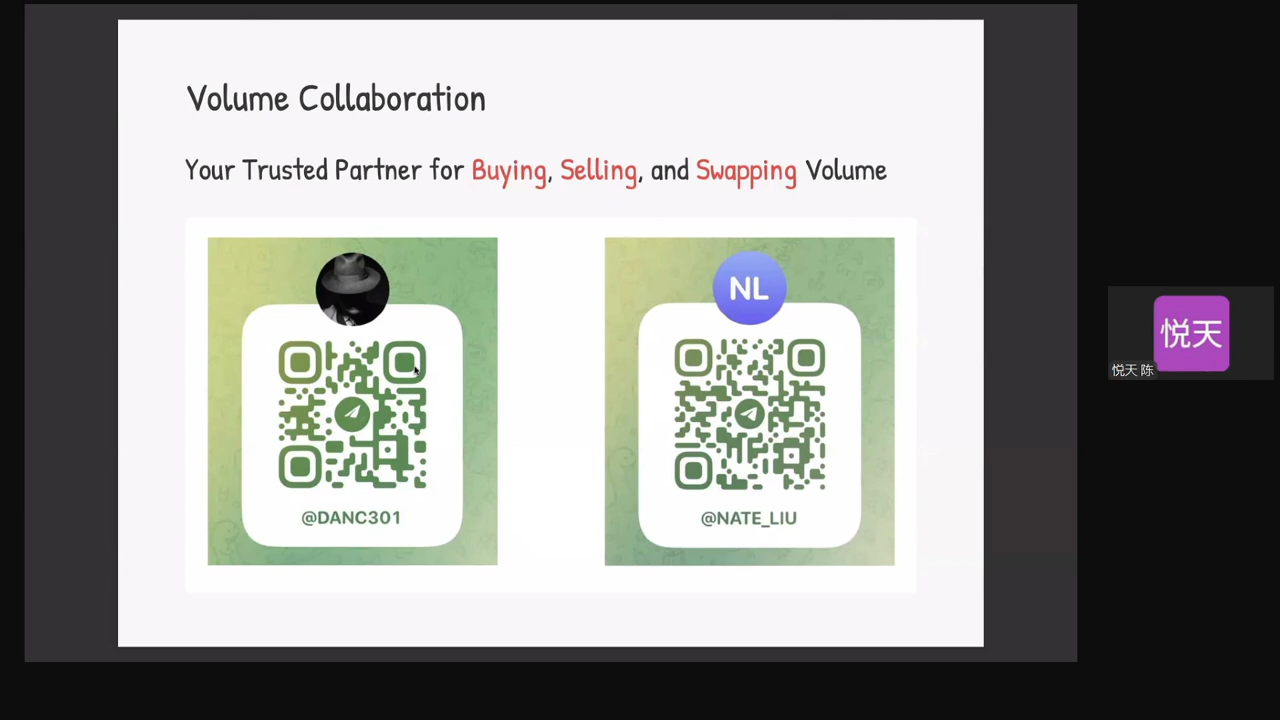 Volume Collaboration
Your Trusted Partner for Buying, Selling, and Swapping Volume
NL
@DANC301
@NATE_LIU
悦天
悦天 陈